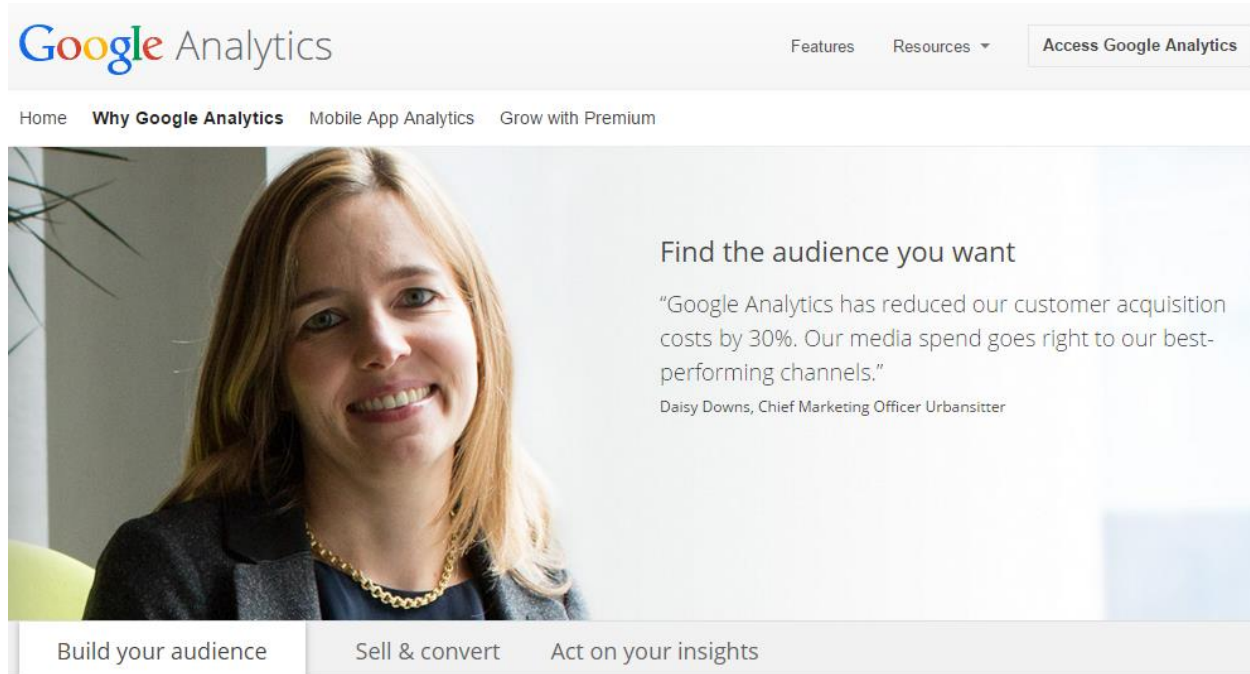 Google Analytics
Features Resources Access Google Analytics
Home Why Google Analytics Mobile App Analytics Grow with Premium
Find the audience you want
“Google Analytics has reduced our customer acquisition
costs by 30%. Our media spend goes right to our best-
performing channels.”
Daisy Downs, Chief Marketing Officer Urbansitter
Build your audience Sell & convert Act on your insights